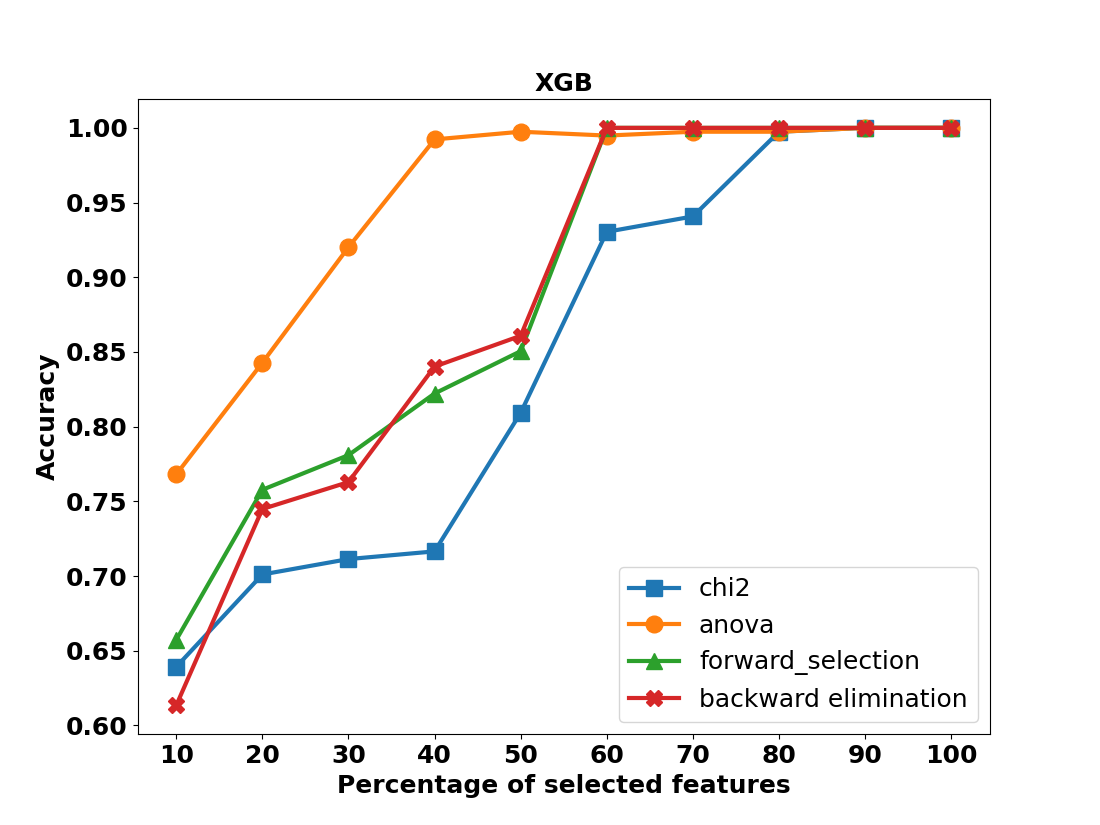 XGB
Accuracy
1.00
0.95
0.90
0.85
0.80
0.75
0.70
0.65
0.60
chi2
anova
forward_selection
backward elimination
10 20 30 40 50 60 70 80 90 100
Percentage of selected features